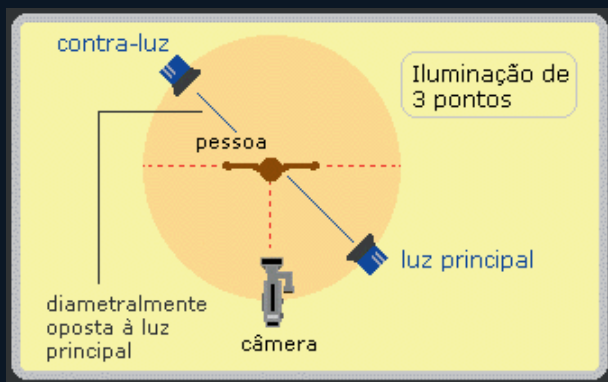 contra-luz
Iluminação de
3 pontos
pessoa
luz principal
diametralmente
oposta à luz
principal
câmera